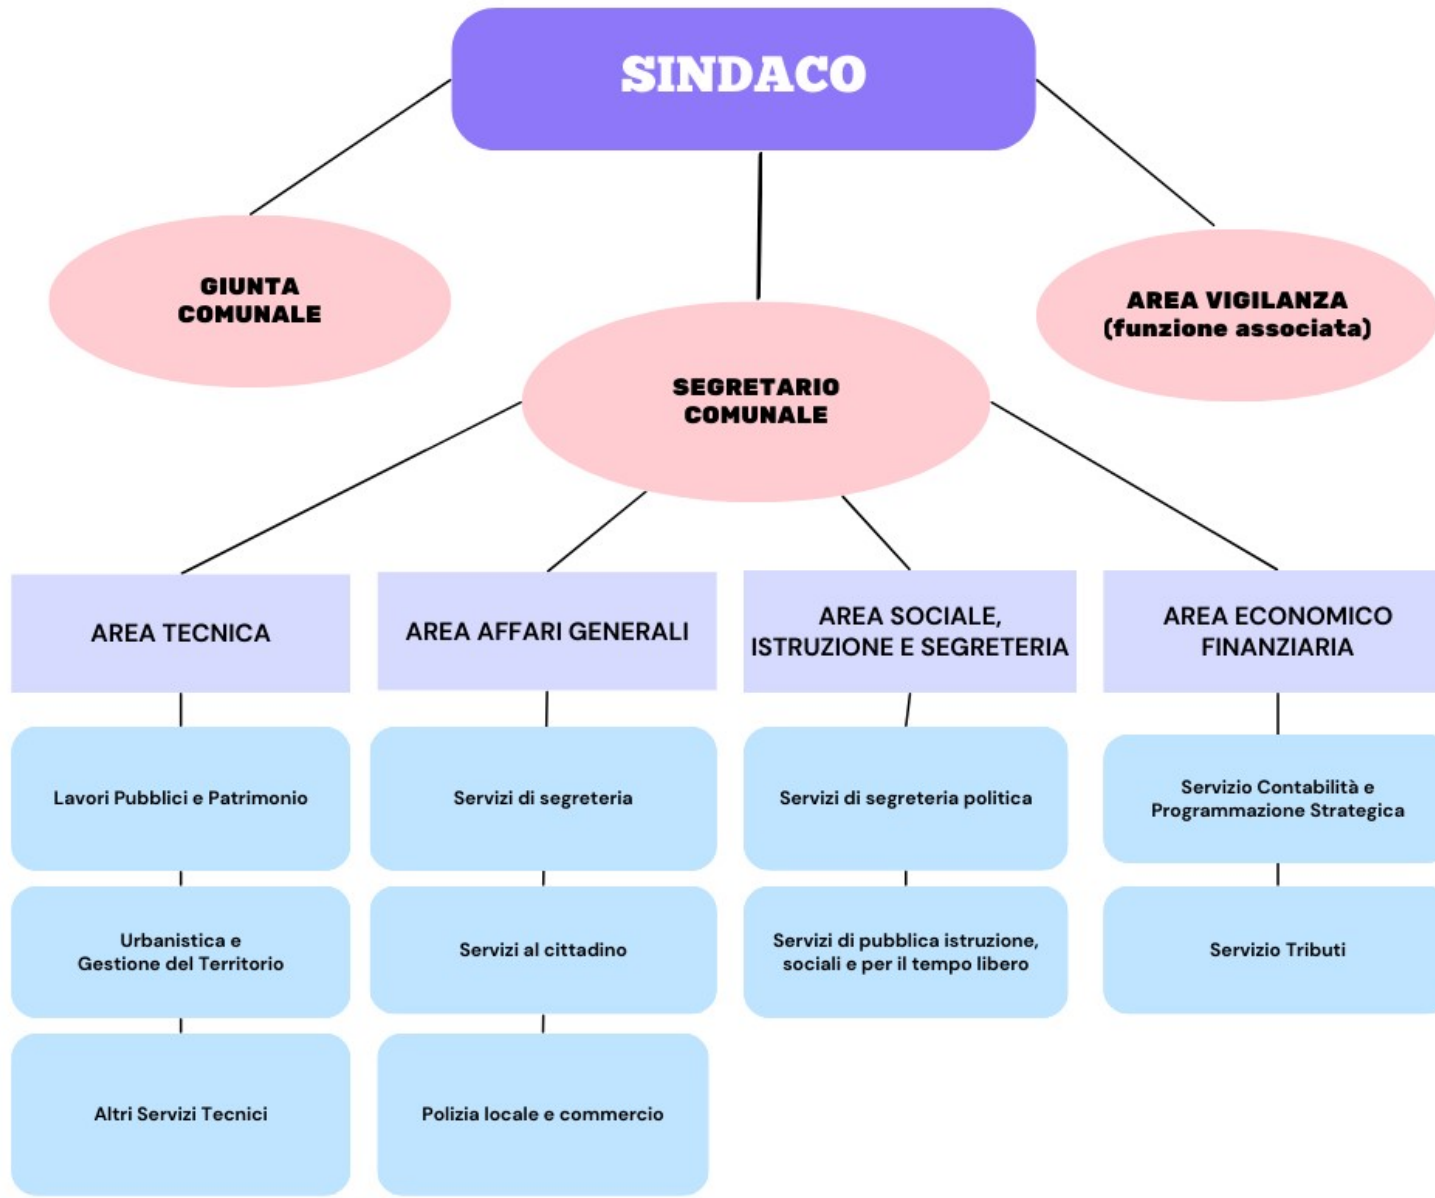 SINDACO
GIUNTA
COMUNALE
AREA VIGILANZA
(funzione associata)
SEGRETARIO
COMUNALE
AREA TECNICA
AREA AFFARI GENERALI
AREA SOCIALE,
ISTRUZIONE E SEGRETERIA
AREA ECONOMICO
FINANZIARIA
Lavori Pubblici e Patrimonio
Servizi di segreteria
Servizi di segreteria politica
Servizio Contabilità e
Programmazione Strategica
Urbanistica e
Gestione del Territorio
Servizi al cittadino
Servizi di pubblica istruzione,
sociali e per il tempo libero
Servizio Tributi
Altri Servizi Tecnici
Polizia locale e commercio